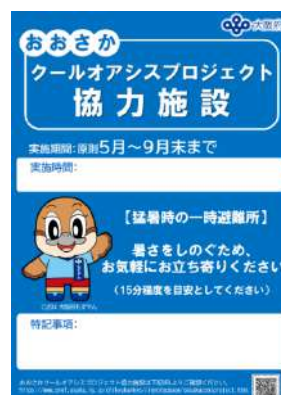 大阪府
おおさか
クールオアシスプロジェクト
協力施設
実施期間:原則5月～9月末まで
実施時間:
【猛暑時の一時避難所】
暑さをしのぐため、
お気軽にお立ち寄りください
（15分程度を目安としてください）
特記事項: